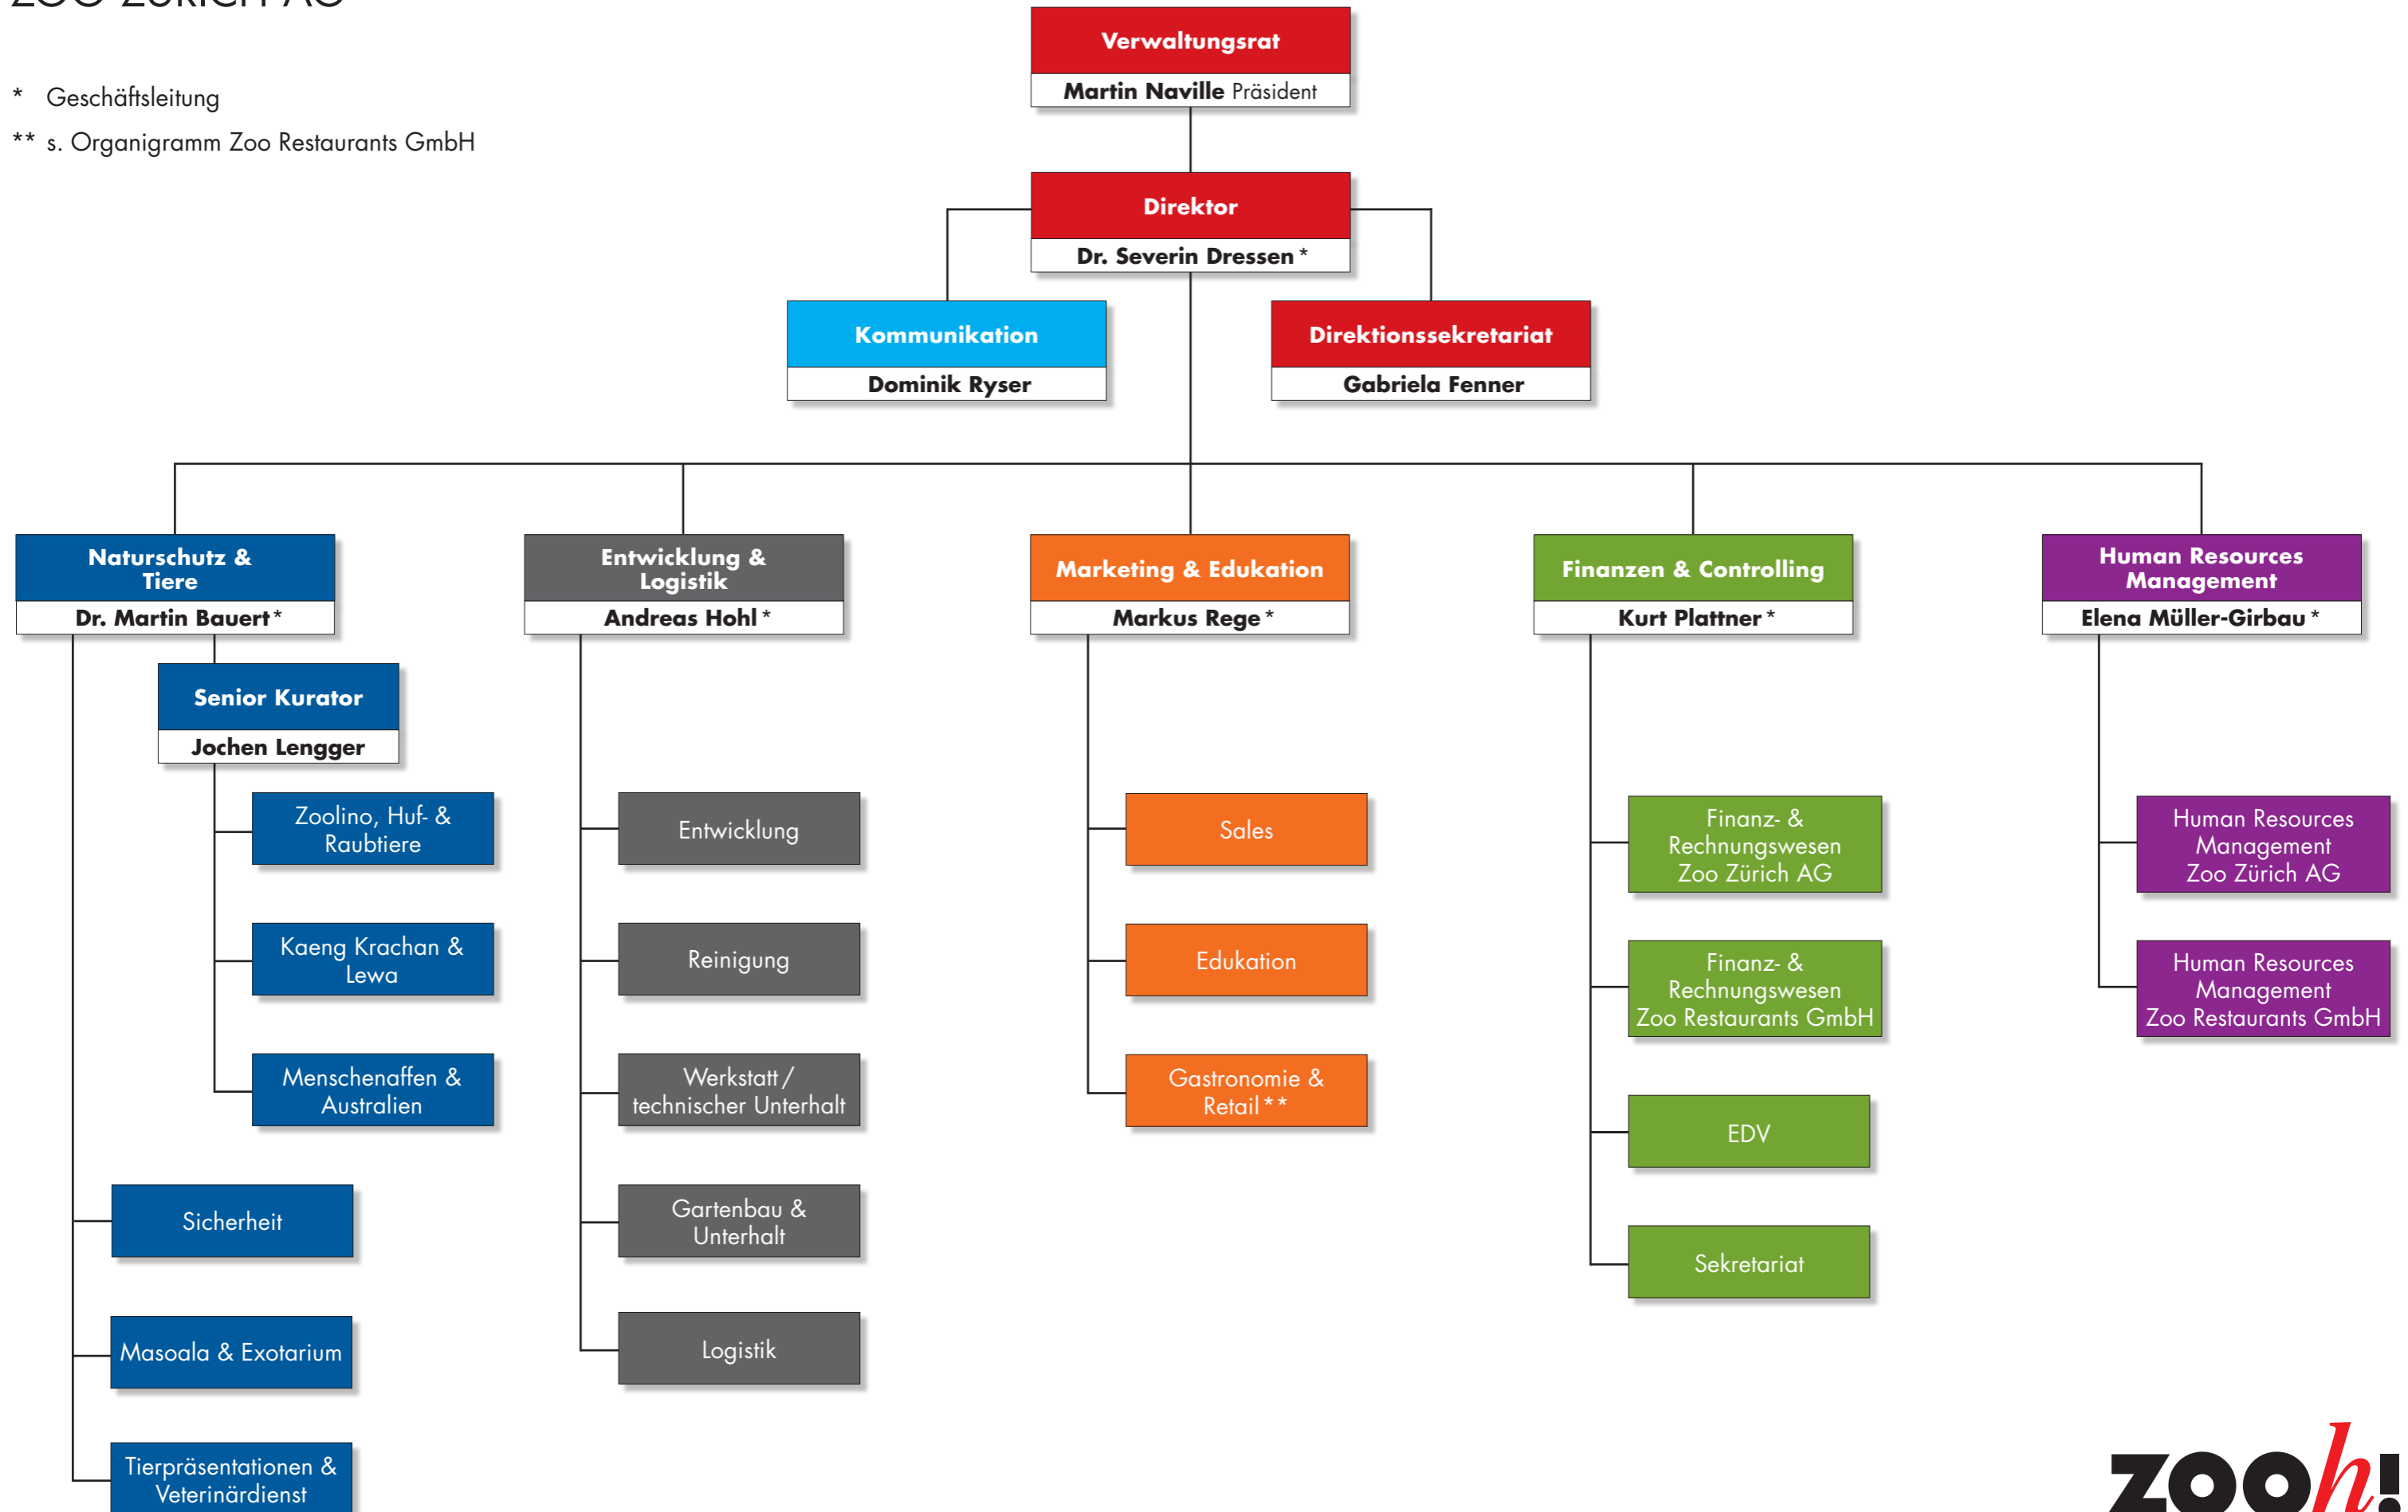 ZOO ZÜRICH AG
* Geschäftsleitung
** s. Organigramm Zoo Restaurants GmbH
Verwaltungsrat
Martin Naville Präsident
Direktor
Dr. Severin Dressen *
Kommunikation
Dominik Ryser
Direktionssekretariat
Gabriela Fenner
Naturschutz &
Tiere
Dr. Martin Bauert *
Senior Kurator
Jochen Lengger
Zoolino, Huf- &
Raubtiere
Kaeng Krachan &
Lewa
Menschenaffen &
Australien
Sicherheit
Masoala & Exotarium
Tierpräsentationen &
Veterinärdienst
Entwicklung &
Logistik
Andreas Hohl *
Entwicklung
Reinigung
Werkstatt /
technischer Unterhalt
Gartenbau &
Unterhalt
Logistik
Marketing & Edukation
Markus Rege *
Sales
Edukation
Gastronomie &
Retail **
Finanzen & Controlling
Kurt Plattner *
Finanz- &
Rechnungswesen
Zoo Zürich AG
Finanz- &
Rechnungswesen
Zoo Restaurants GmbH
EDV
Sekretariat
Human Resources
Management
Elena Müller-Girbau *
Human Resources
Management
Zoo Zürich AG
Human Resources
Management
Zoo Restaurants GmbH
zooh!